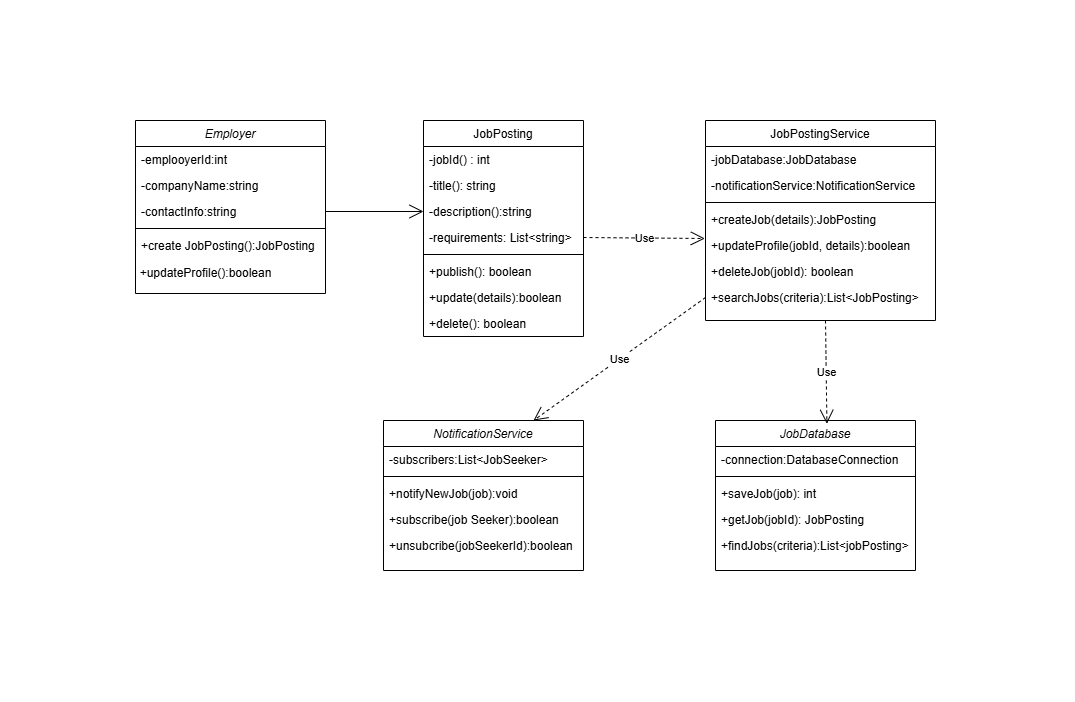 Employer
-emplooyerId:int
-companyName:string
-contactInfo:string
+create JobPosting():JobPosting
+updateProfile():boolean
JobPosting
-jobId() : int
-title(): string
-description():string
-requirements: List<string>
+publish(): boolean
+update(details):boolean
+delete(): boolean
Use
JobPostingService
-jobDatabase:JobDatabase
-notificationService:NotificationService
+createJob(details):JobPosting
+updateProfile(jobId, details):boolean
+deleteJob(jobId): boolean
+searchJobs(criteria):List<JobPosting>
Use
Use
NotificationService
-subscribers:List<JobSeeker>
+notifyNewJob(job):void
+subscribe(job Seeker):boolean
+unsubcribe(jobSeekerId):boolean
JobDatabase
-connection:DatabaseConnection
+saveJob(job): int
+getJob(jobId): JobPosting
+findJobs(criteria):List<jobPosting>